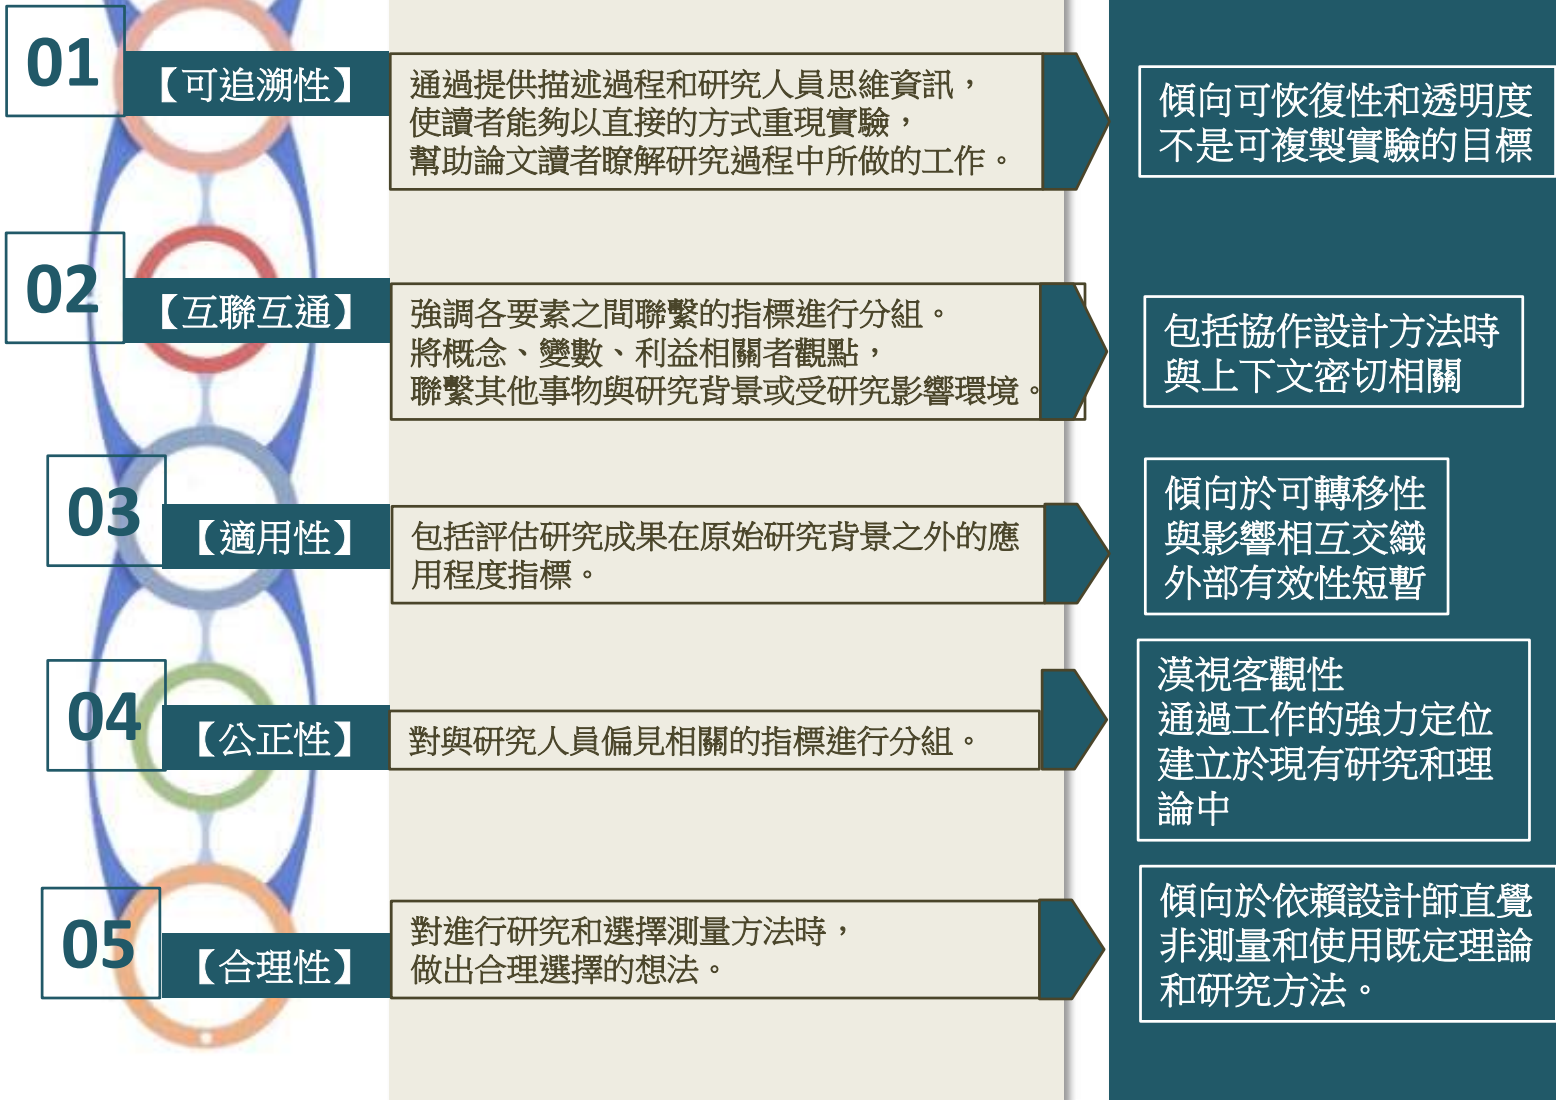 01
【可追溯性】
通過提供描述過程和研究人員思維資訊，
使讀者能夠以直接的方式重現實驗，
幫助論文讀者瞭解研究過程中所做的工作。
傾向可恢復性和透明度
不是可複製實驗的目標
02
【互聯互通】
強調各要素之間聯繫的指標進行分組。
將概念、變數、利益相關者觀點，
聯繫其他事物與研究背景或受研究影響環境。
包括協作設計方法時
與上下文密切相關
03
【適用性】
包括評估研究成果在原始研究背景之外的應
用程度指標。
傾向於可轉移性
與影響相互交織
外部有效性短暫
04
【公正性】
對與研究人員偏見相關的指標進行分組。
漠視客觀性
通過工作的強力定位
建立於現有研究和理
論中
05
【合理性】
對進行研究和選擇測量方法時，
做出合理選擇的想法。
傾向於依賴設計師直覺
非測量和使用既定理論
和研究方法。